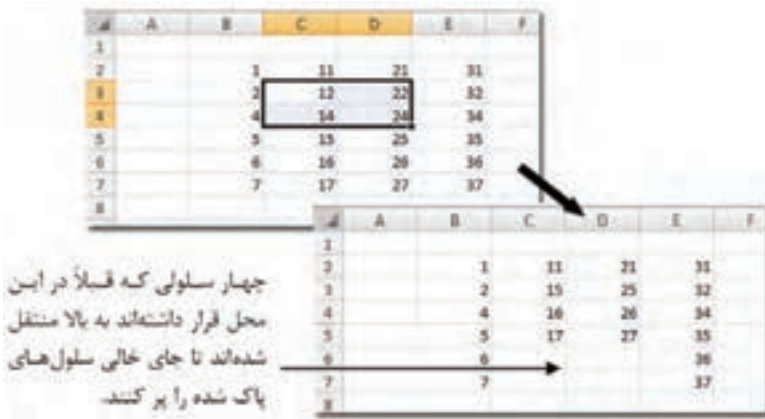 A B C D E F
1
2 1 11 21 31
3 2 12 22 32
4 4 14 24 34
5 5 15 25 35
6 6 16 26 36
7 7 17 27 37
8
A B C D E F
1
2 1 11 21 31
3 2 15 25 32
4 4 16 26 34
5 5 17 27 35
6 6 36
7 7 37
8
چهار سلولی که قبلاً در این
محل قرار داشته‌اند به بالا منتقل
شده‌اند تا جای خالی سلول‌های
پاک شده را پر کنند.